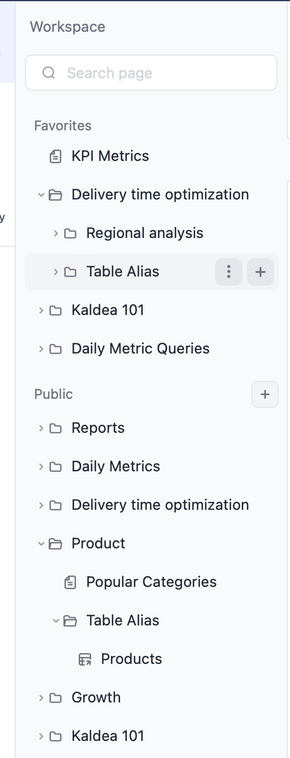 Workspace
Search page
Favorites
KPI Metrics
Delivery time optimization
Regional analysis
Table Alias
Kaldea 101
Daily Metric Queries
Public
Reports
Daily Metrics
Delivery time optimization
Product
Popular Categories
Table Alias
Products
Growth
Kaldea 101
y